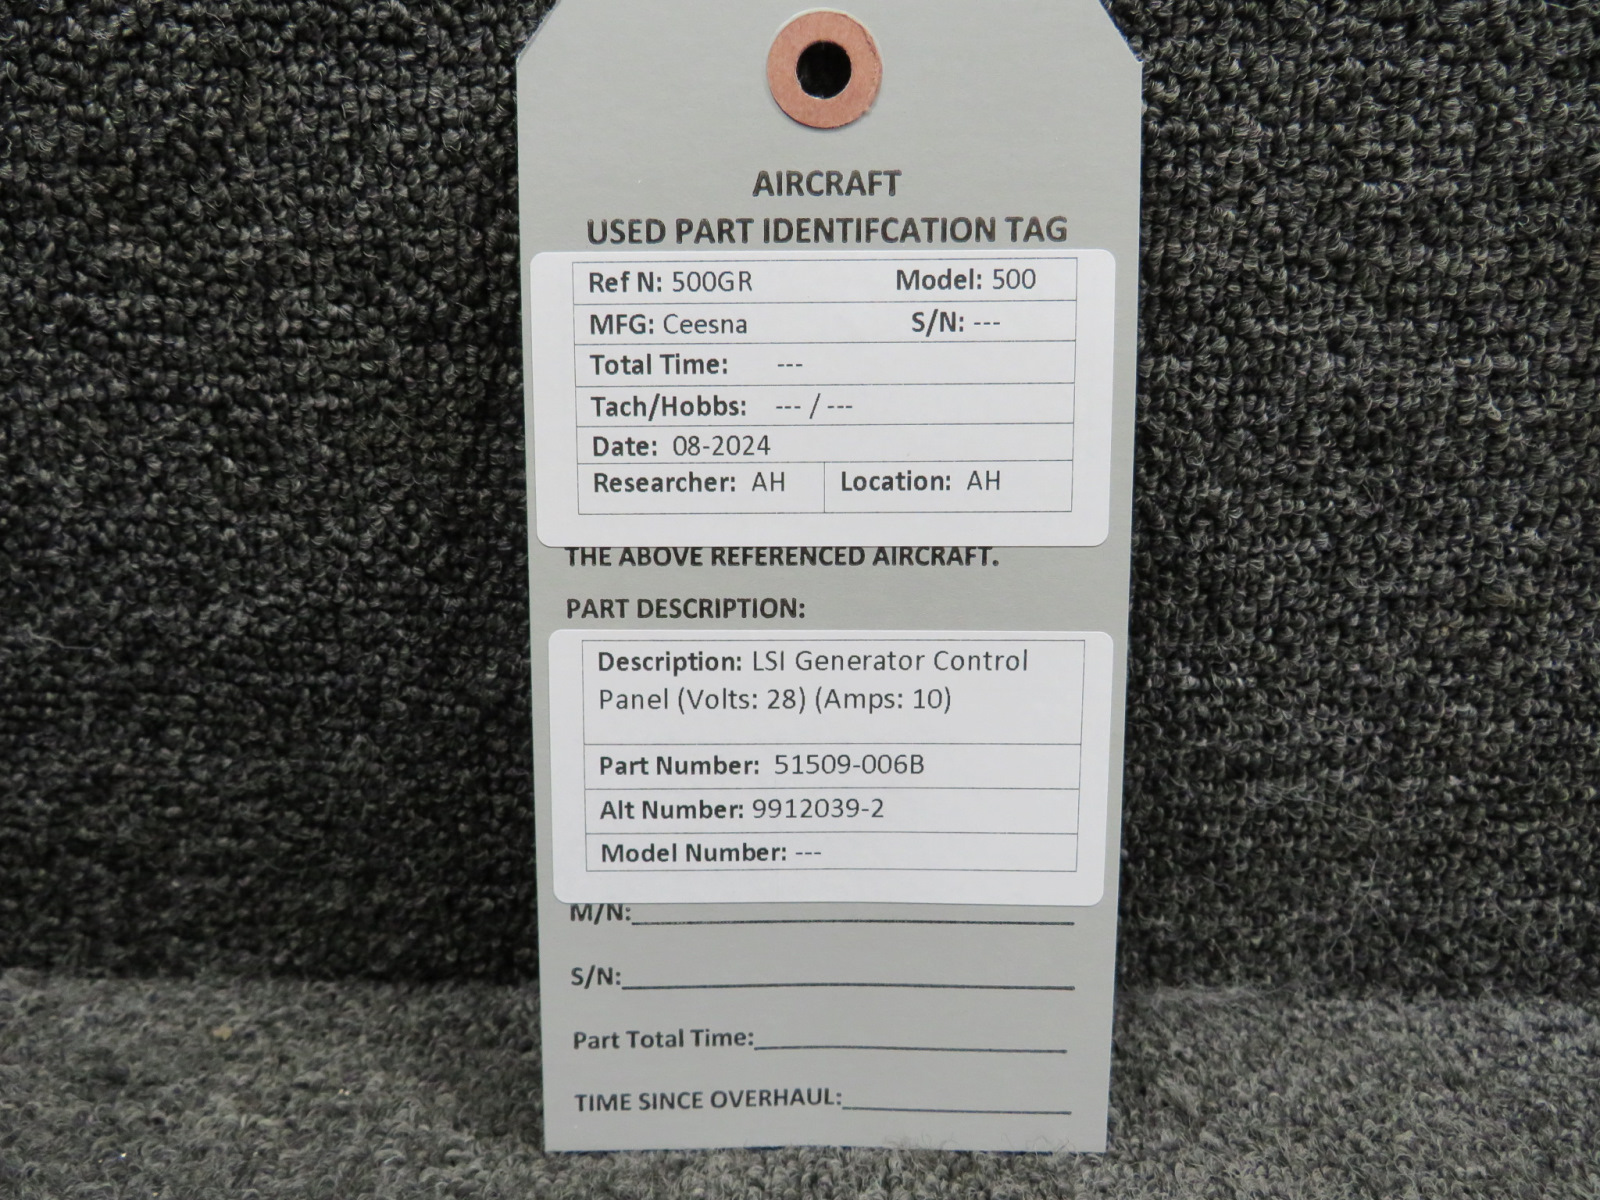 AIRCRAFT
USED PART IDENTIFCATION TAG
Ref N: 500GR Model: 500
MFG: Ceesna S/N: ---
Total Time: ---
Tach/Hobbs: --- / ---
Date: 08-2024
Researcher: AH Location: AH
THE ABOVE REFERENCED AIRCRAFT.
PART DESCRIPTION:
Description: LSI Generator Control
Panel (Volts: 28) (Amps: 10)
Part Number: 51509-006B
Alt Number: 9912039-2
Model Number: ---
M/N:
S/N:
Part Total Time:
TIME SINCE OVERHAUL: